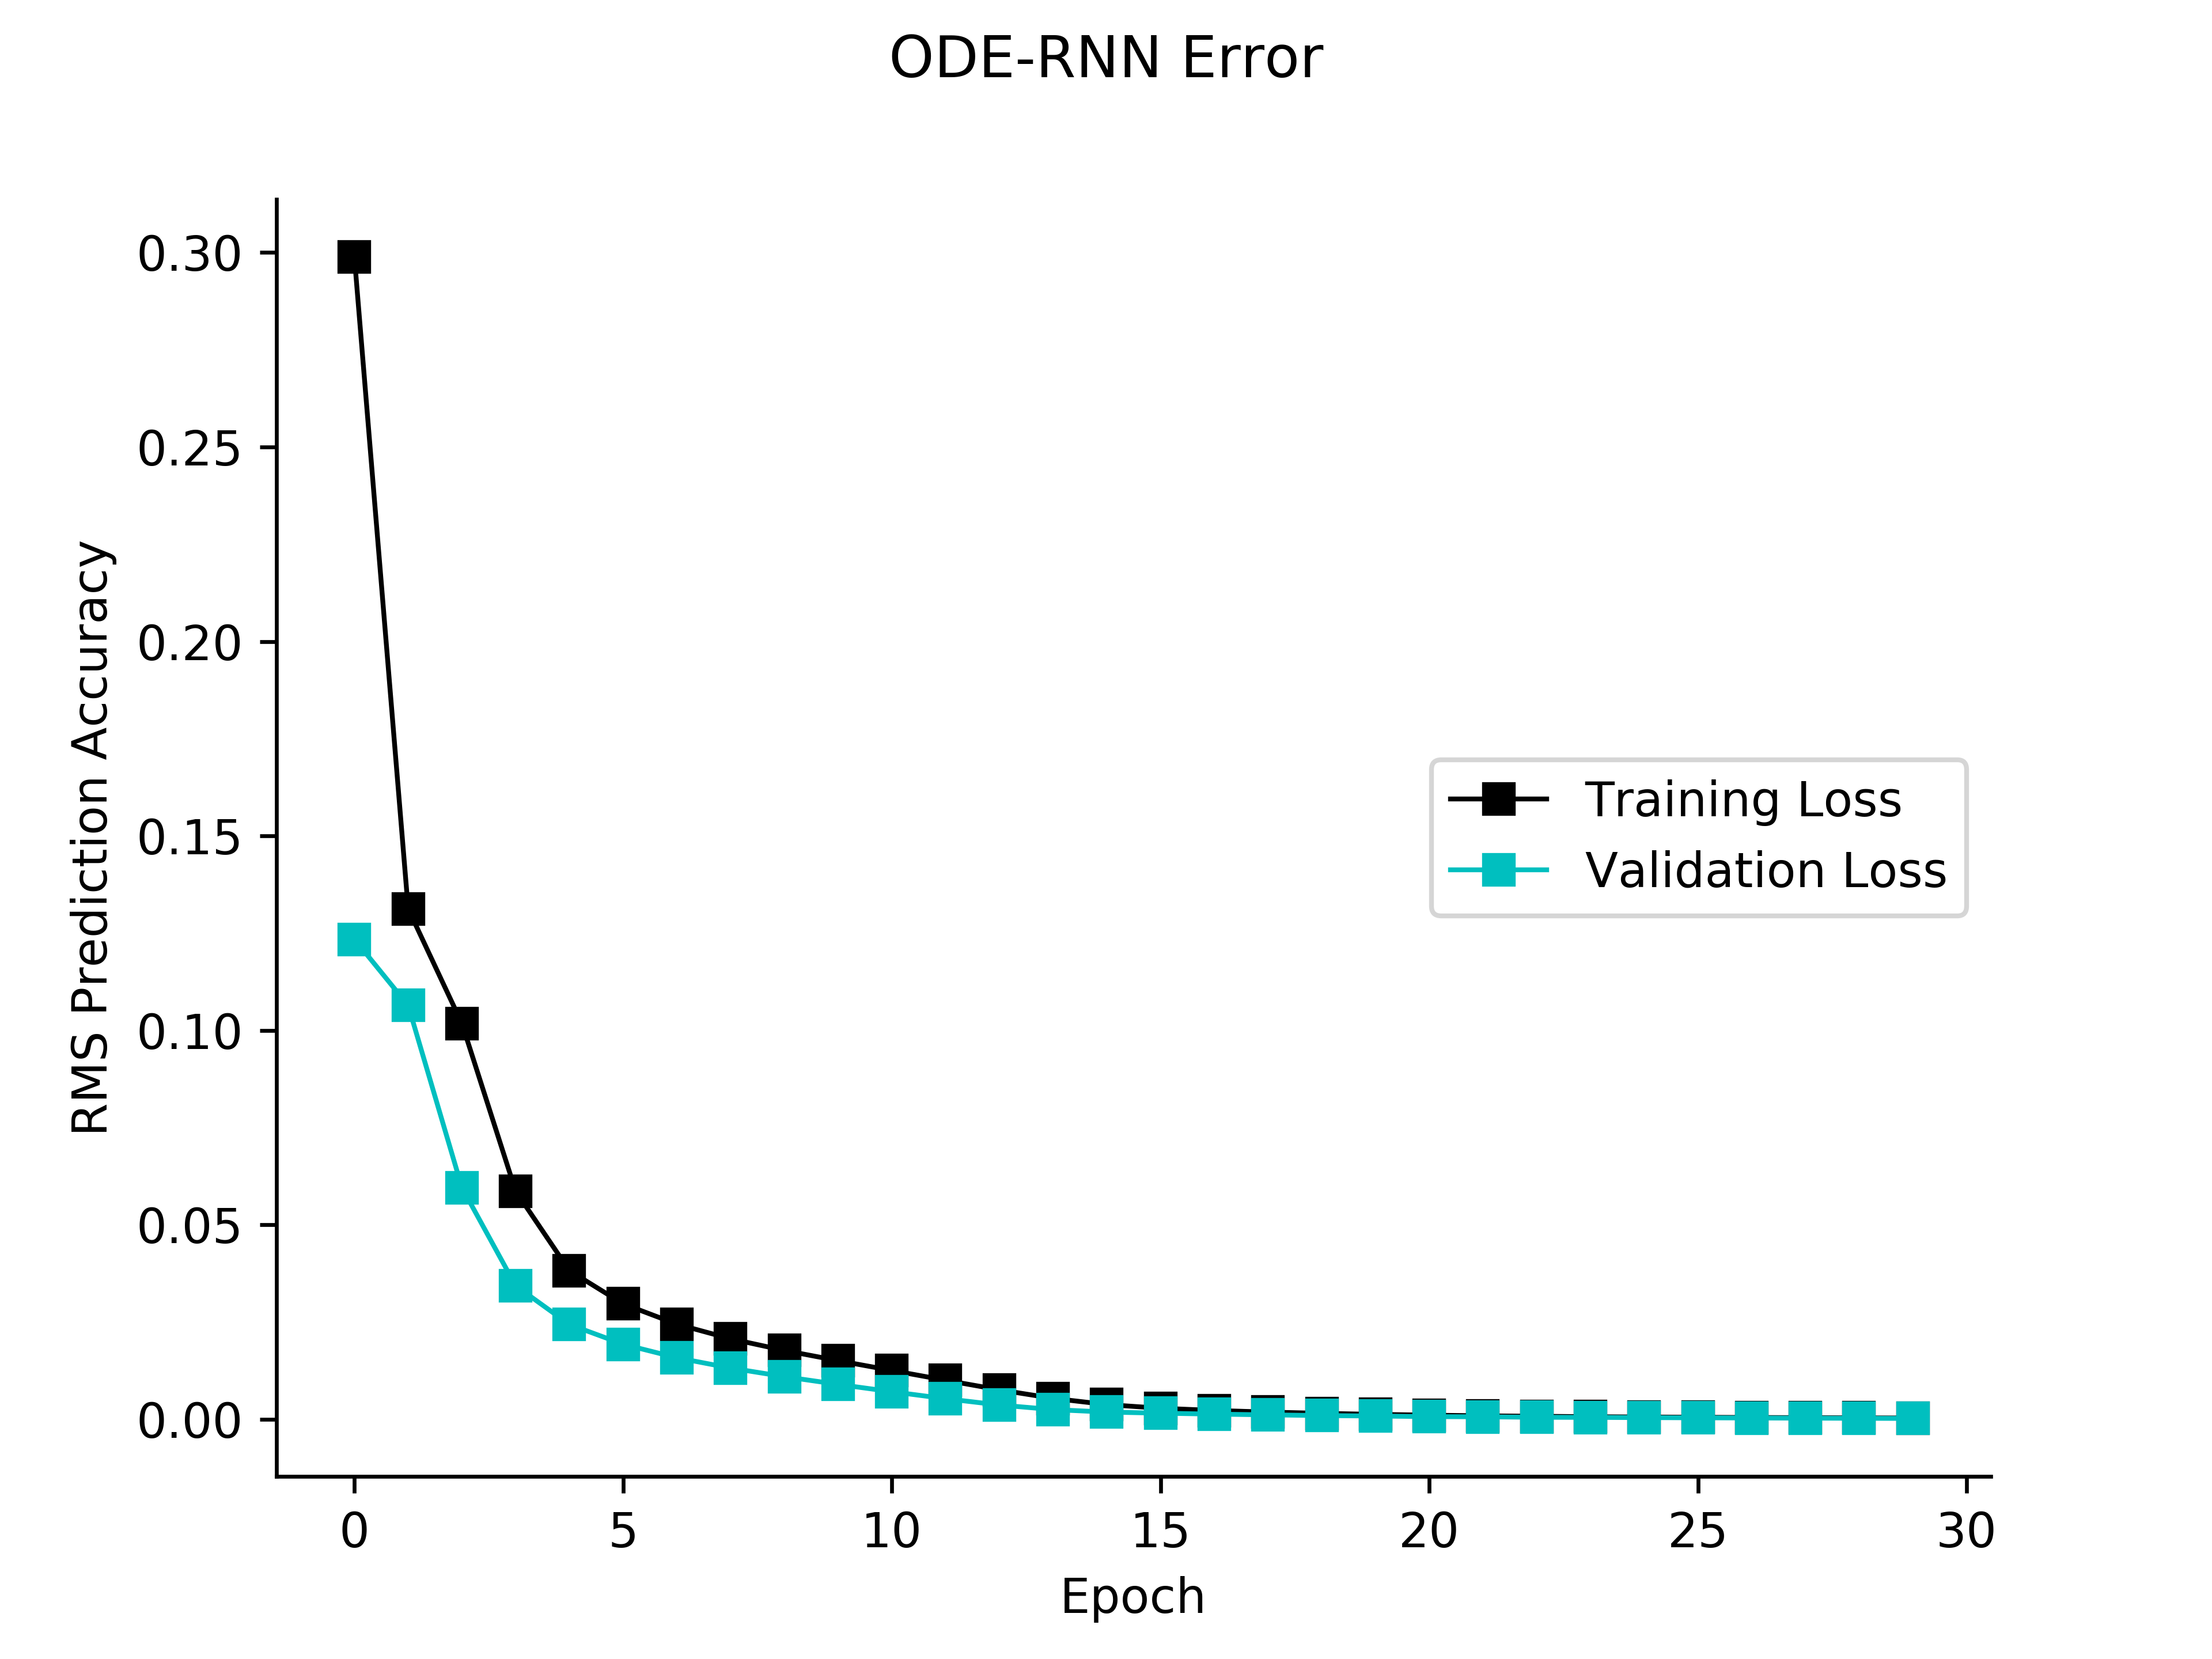 ODE-RNN Error
RMS Prediction Accuracy
0.30
0.25
0.20
0.15
0.10
0.05
0.00
Training Loss
Validation Loss
0 5 10 15 20 25 30
Epoch